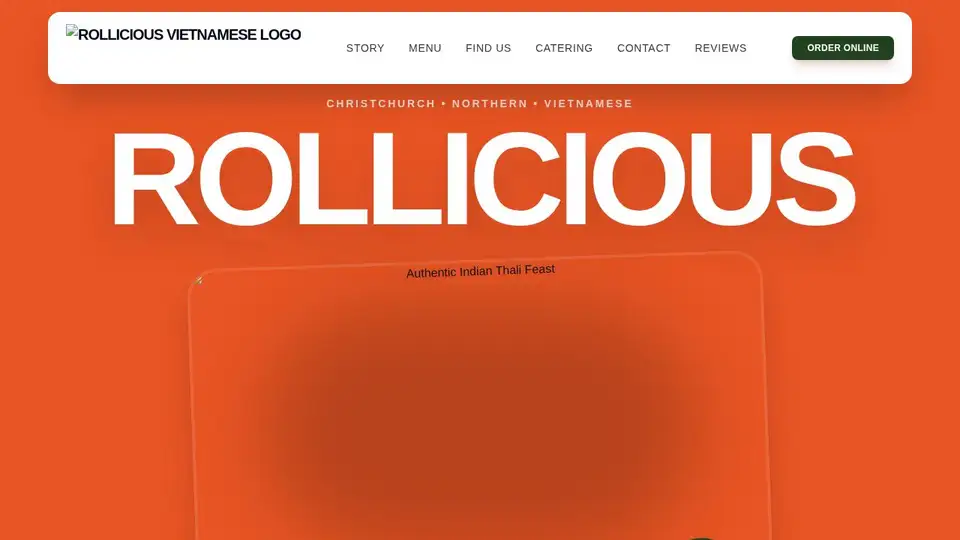 ROLLICIOUS VIETNAMESE LOGO
STORY MENU FIND US CATERING CONTACT REVIEWS ORDER ONLINE
CHRISTCHURCH • NORTHERN • VIETNAMESE
ROLLICIOUS
Authentic Indian Thali Feast